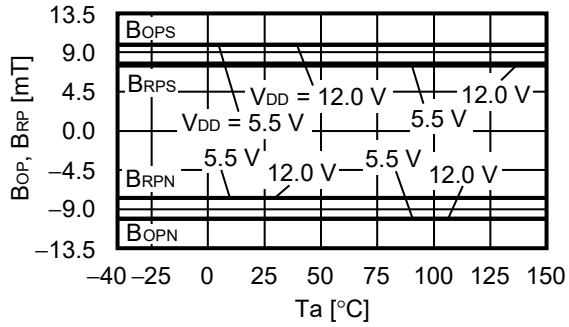 13.5
9.0
4.5
0.0
−4.5
−9.0
−13.5
BOP, BRP [mT]
BOPS
BRPS
VDD = 12.0 V
12.0 V
VDD = 5.5 V
5.5 V
5.5 V
5.5 V
12.0 V
12.0 V
BRPN
BOPN
−40 −25 0 25 50 75 100 125 150
Ta [°C]